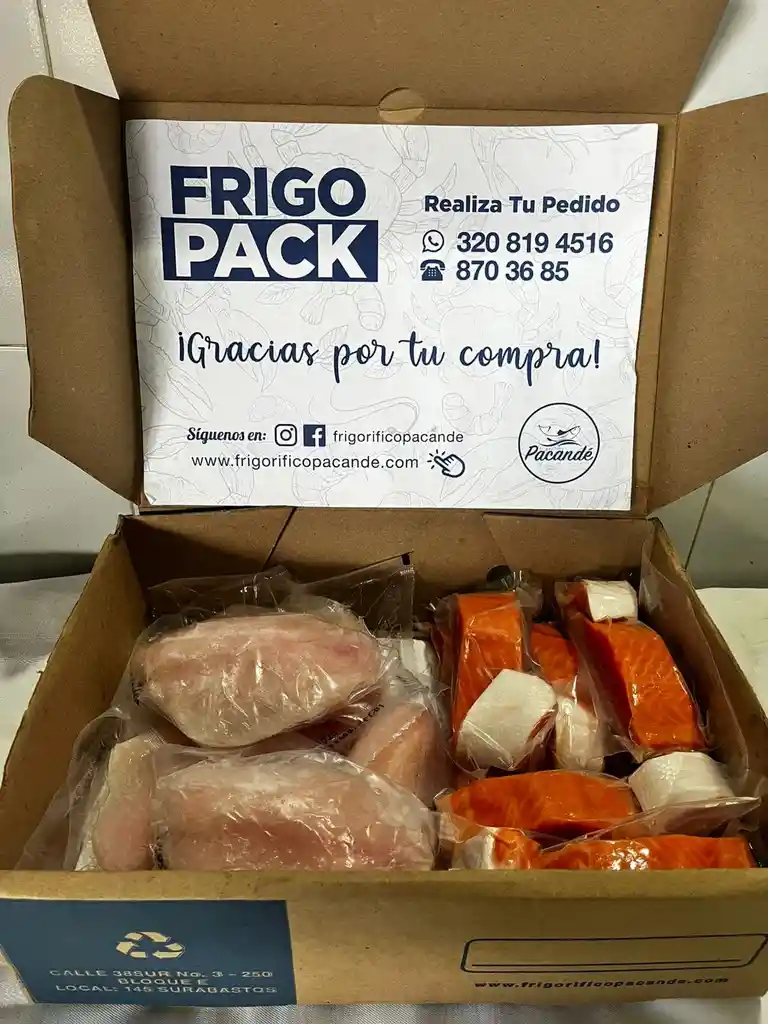 FRIGO
PACK
Realiza Tu Pedido
320 819 4516
870 36 85
¡Gracias por tu compra!
Síguenos en: frigorificopacande
www.frigorificopacande.com
Pacandé
CALLE 38SUR No. 3 - 250
BLOQUE E
LOCAL: 145 SURABASTOS
www.frigorificopacande.com